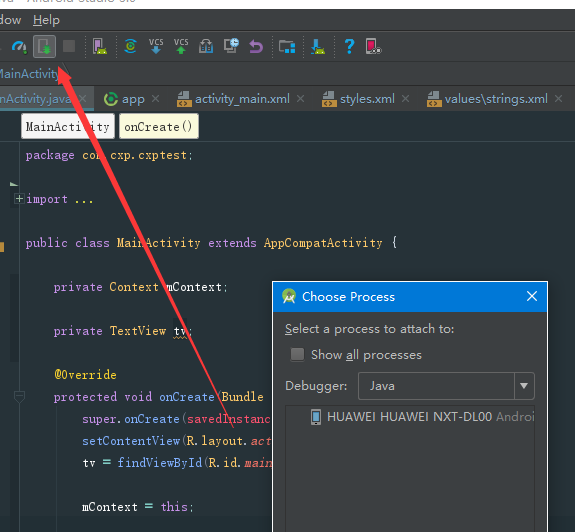 dow Help
VCS VCS
MainActivity
nActivity.java app activity_main.xml styles.xml values\strings.xml
MainActivity onCreate()
package com.cxp.cxptest;
import ...
public class MainActivity extends AppCompatActivity {
private Context mContext;
private TextView tv;
@Override
protected void onCreate(Bundle
super.onCreate(savedInstanc
setContentView(R.layout.act
tv = findViewById(R.id.main
mContext = this;
Choose Process
Select a process to attach to:
Show all processes
Debugger: Java
HUAWEI HUAWEI NXT-DL00 Androi